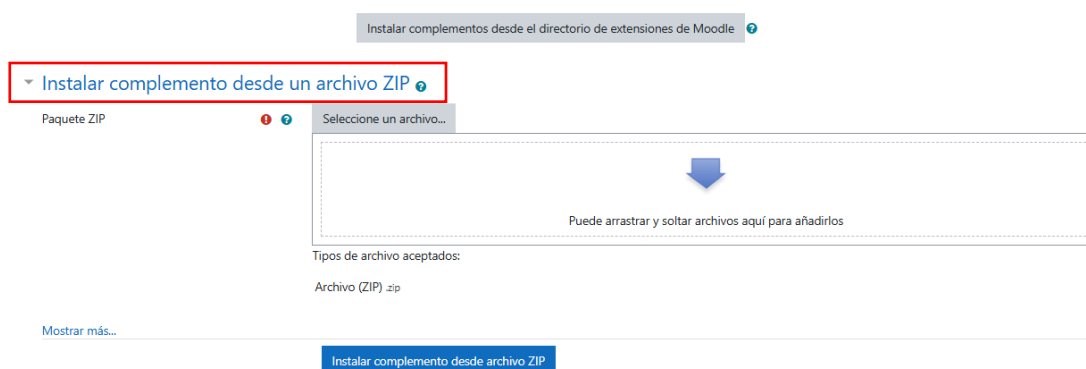 Instalar complementos desde el directorio de extensiones de Moodle
Instalar complemento desde un archivo ZIP
Paquete ZIP
Seleccione un archivo...
Puede arrastrar y soltar archivos aquí para añadirlos
Tipos de archivo aceptados:
Archivo (ZIP) .zip
Mostrar más...
Instalar complemento desde archivo ZIP